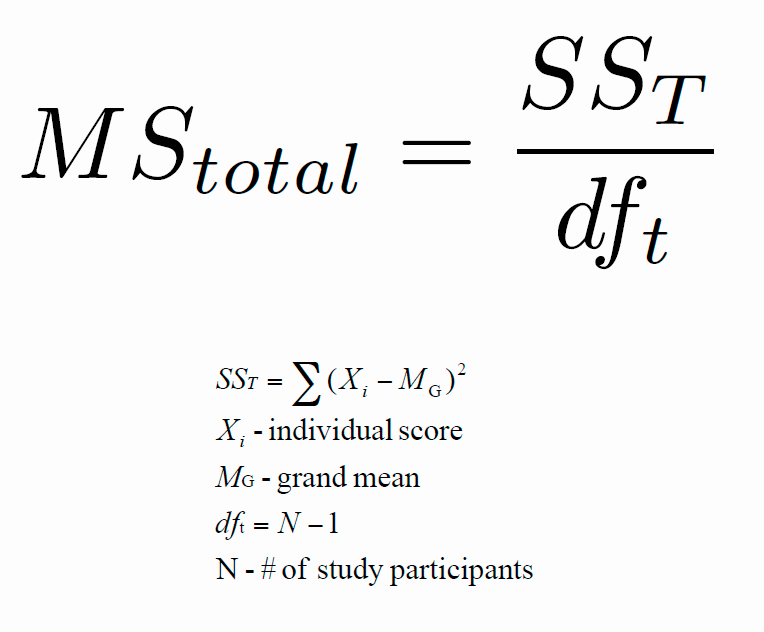 MS_total = SS_T / df_t
SS_T = ∑(X_i − M_G)²
X_i - individual score
M_G - grand mean
df_t = N − 1
N - # of study participants